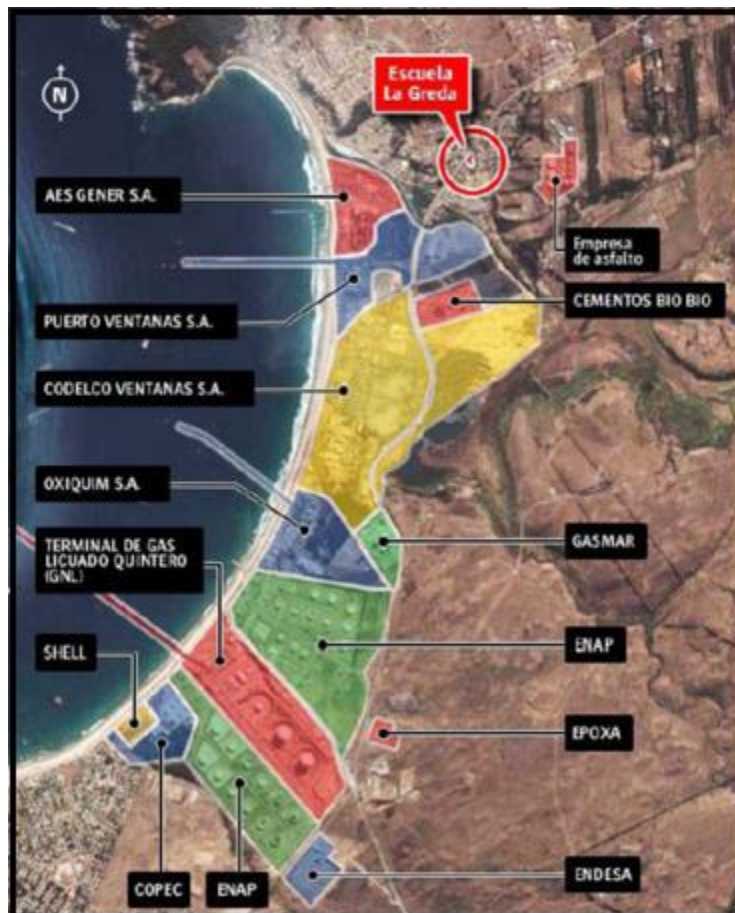 N
Escuela
La Greda
AES GENER S.A.
Empresa
de asfalto
CEMENTOS BIO BIO
PUERTO VENTANAS S.A.
CODELCO VENTANAS S.A.
OXIQUIM S.A.
TERMINAL DE GAS
LICUADO QUINTERO
(GNL)
GASMAR
SHELL
ENAP
EPOXA
COPEC
ENAP
ENDESA